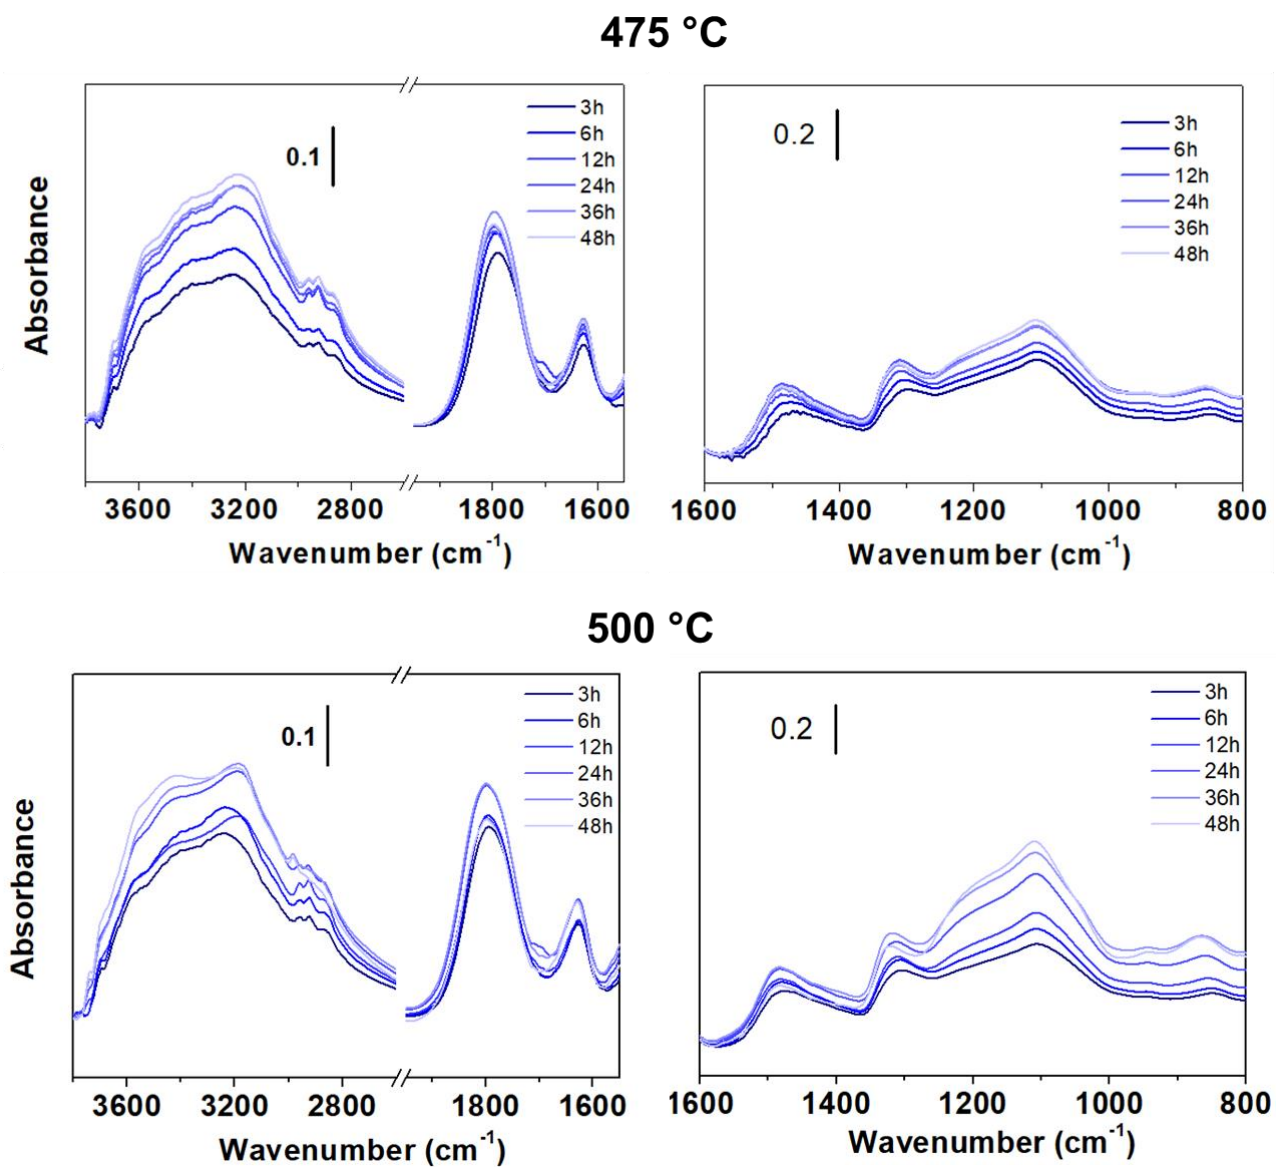 475 °C
Absorbance
0.1
3h
6h
12h
24h
36h
48h
3600 3200 2800 1800 1600
Wavenumber (cm-1)
0.2
3h
6h
12h
24h
36h
48h
1600 1400 1200 1000 800
Wavenumber (cm-1)
500 °C
Absorbance
0.1
3h
6h
12h
24h
36h
48h
3600 3200 2800 1800 1600
Wavenumber (cm-1)
0.2
3h
6h
12h
24h
36h
48h
1600 1400 1200 1000 800
Wavenumber (cm-1)